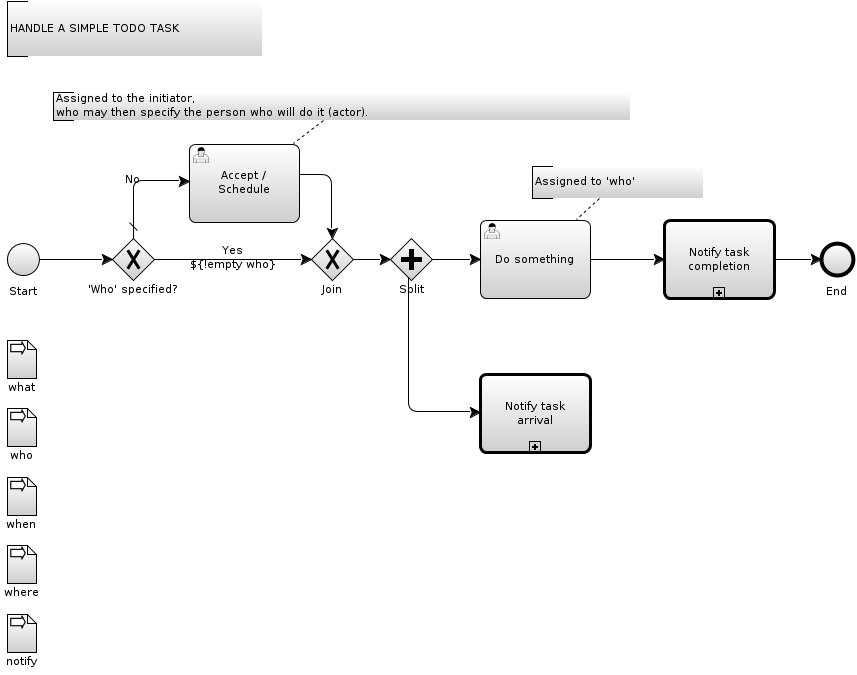 HANDLE A SIMPLE TODO TASK
Assigned to the initiator,
who may then specify the person who will do it (actor).
No
Accept /
Schedule
Assigned to 'who'
Yes
${!empty who}
Do something
Notify task
completion
Start
'Who' specified?
Join
Split
End
what
Notify task
arrival
who
when
where
notify